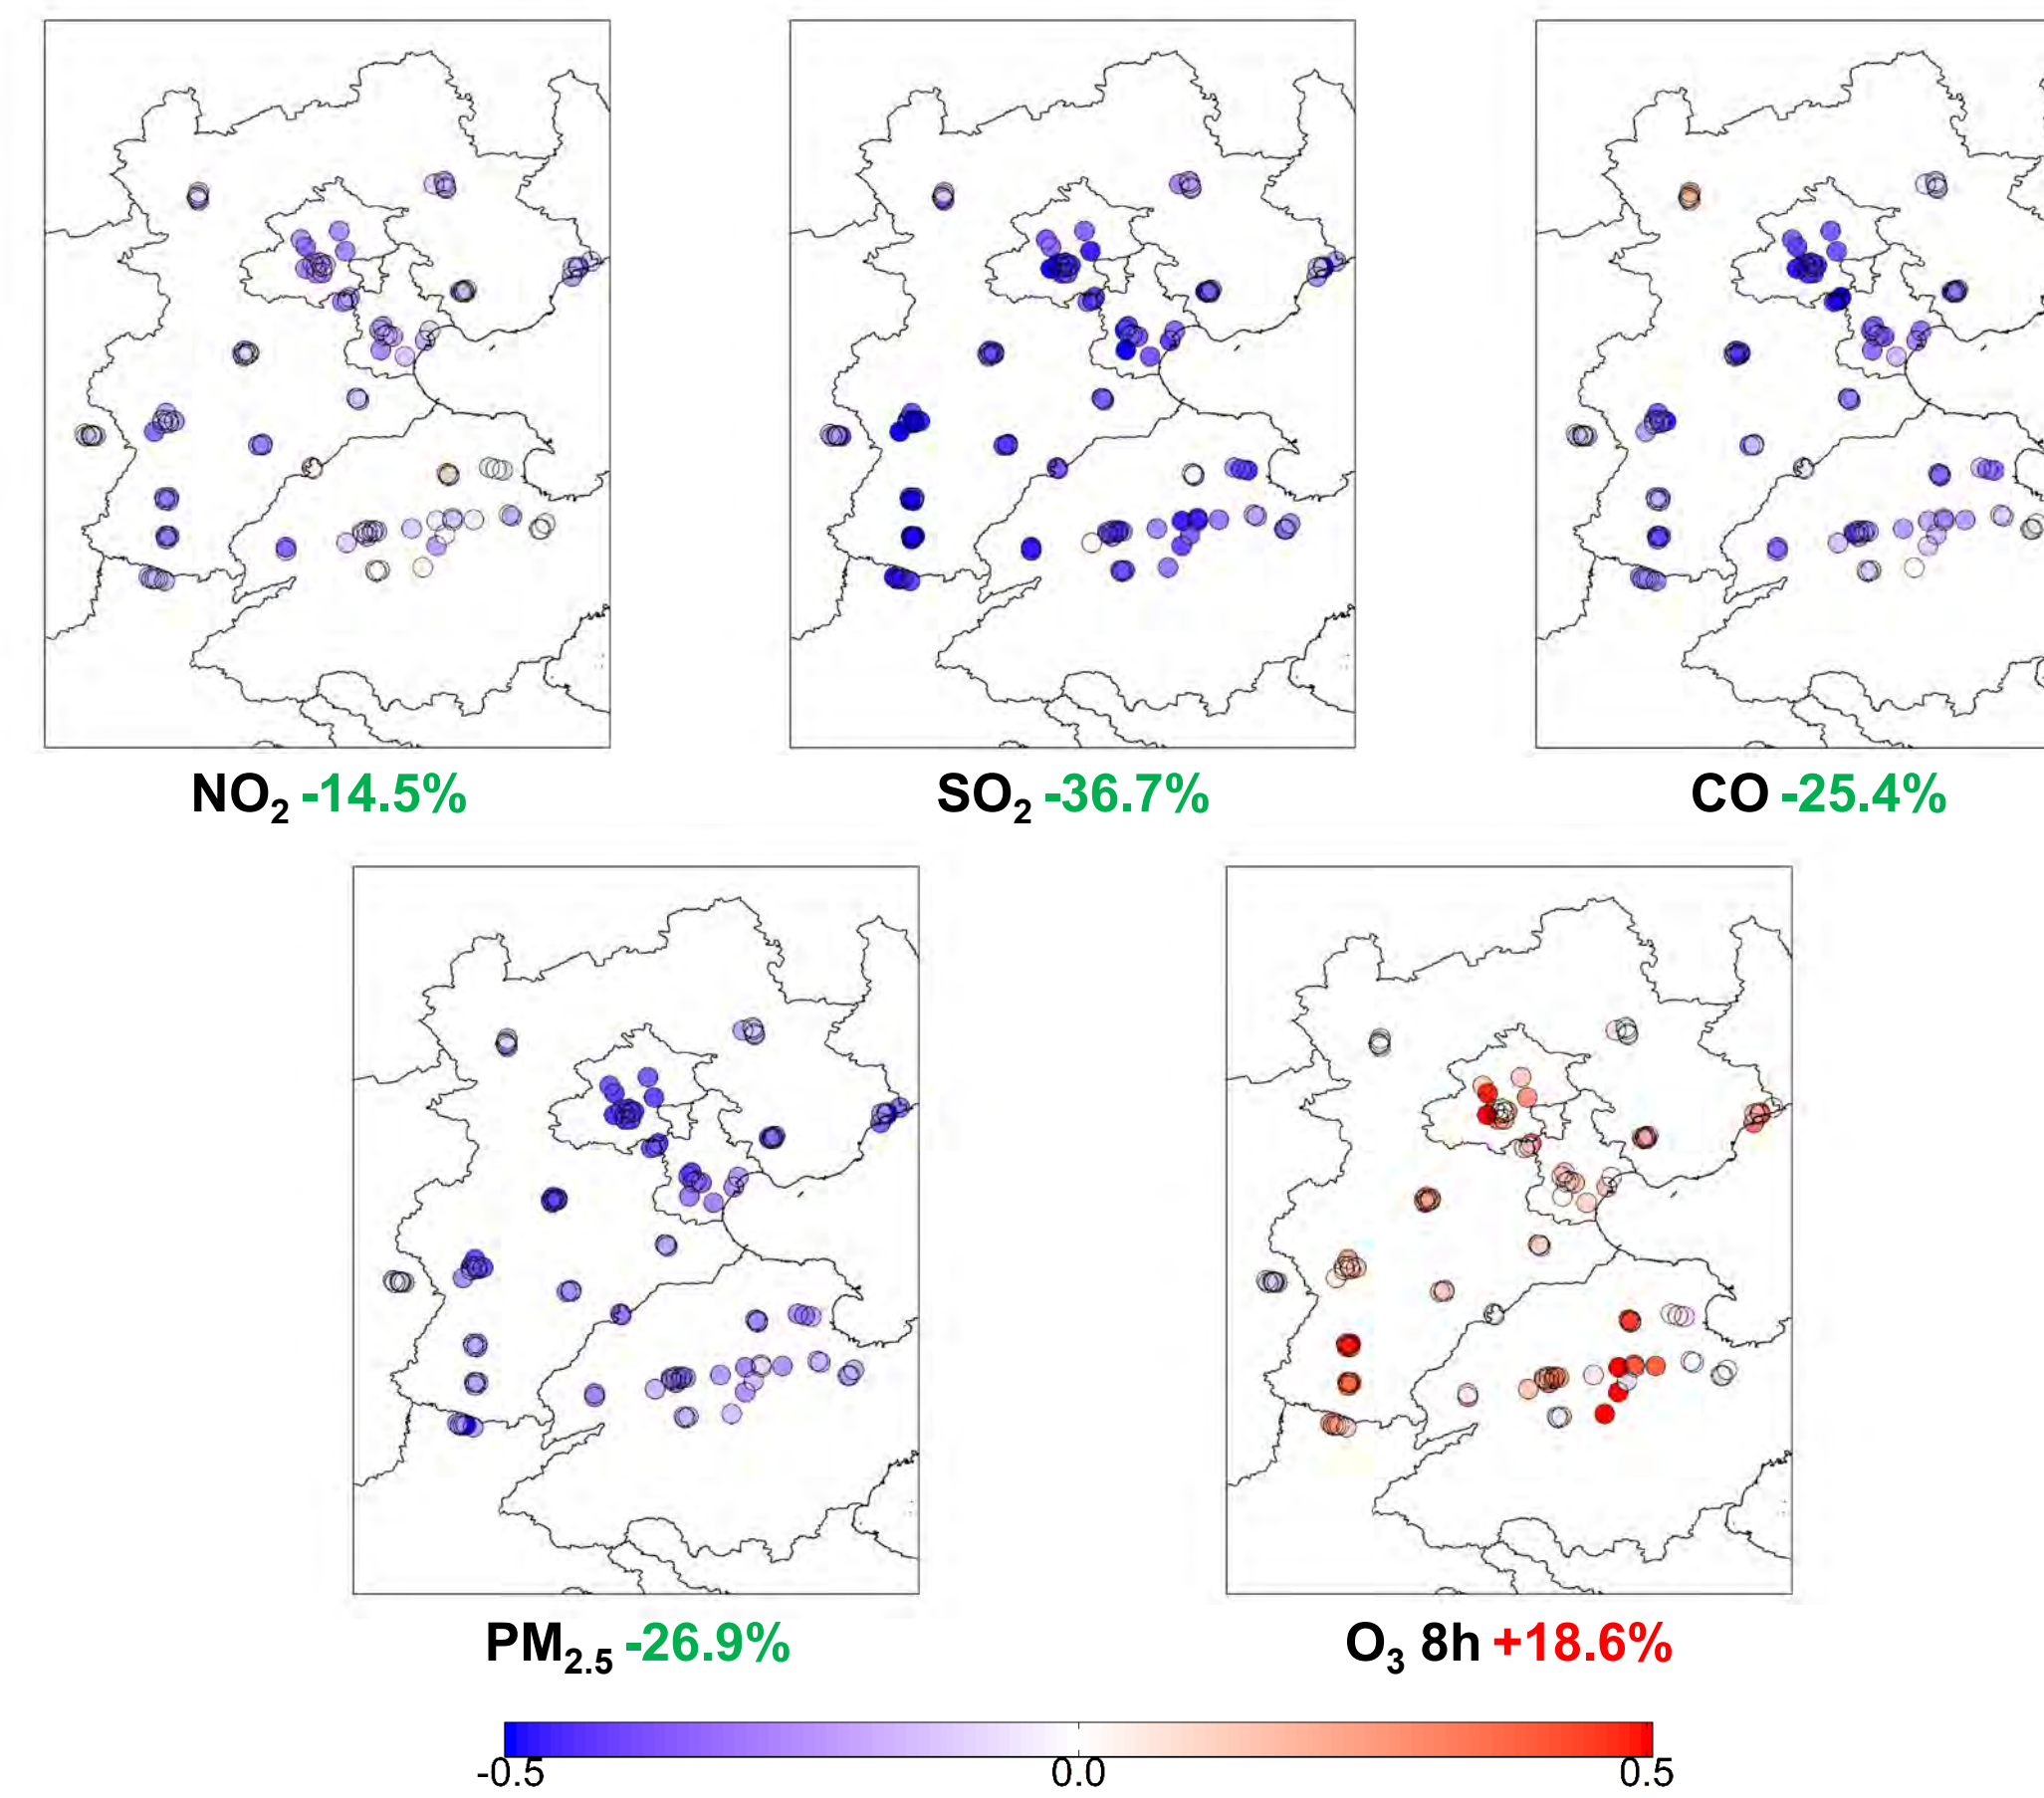 NO₂ -14.5%
SO₂ -36.7%
CO -25.4%
PM₂.₅ -26.9%
O₃ 8h +18.6%
-0.5 0.0 0.5